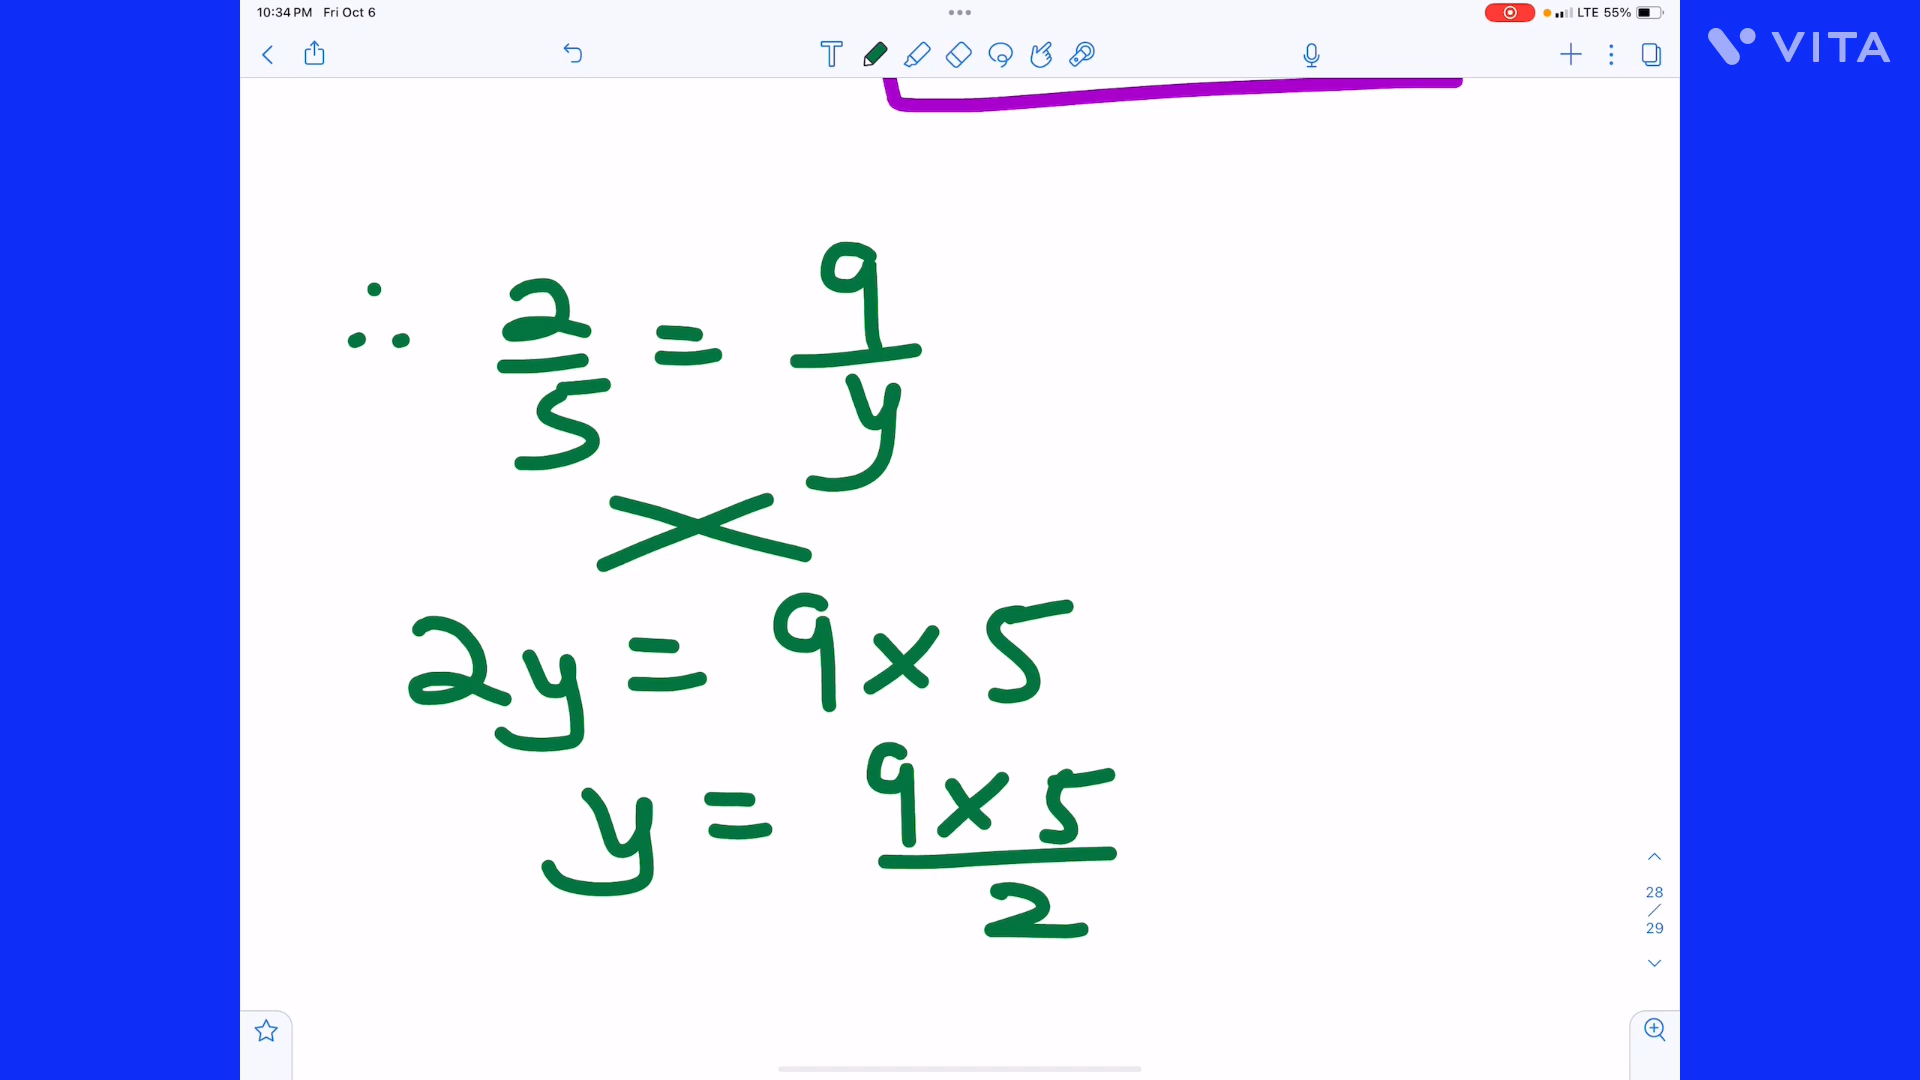 10:34 PM Fri Oct 6
LTE 55%
VITA
T
∴ 2/5 = 9/y
2y = 9 × 5
y = 9 × 5 / 2
28
/
29